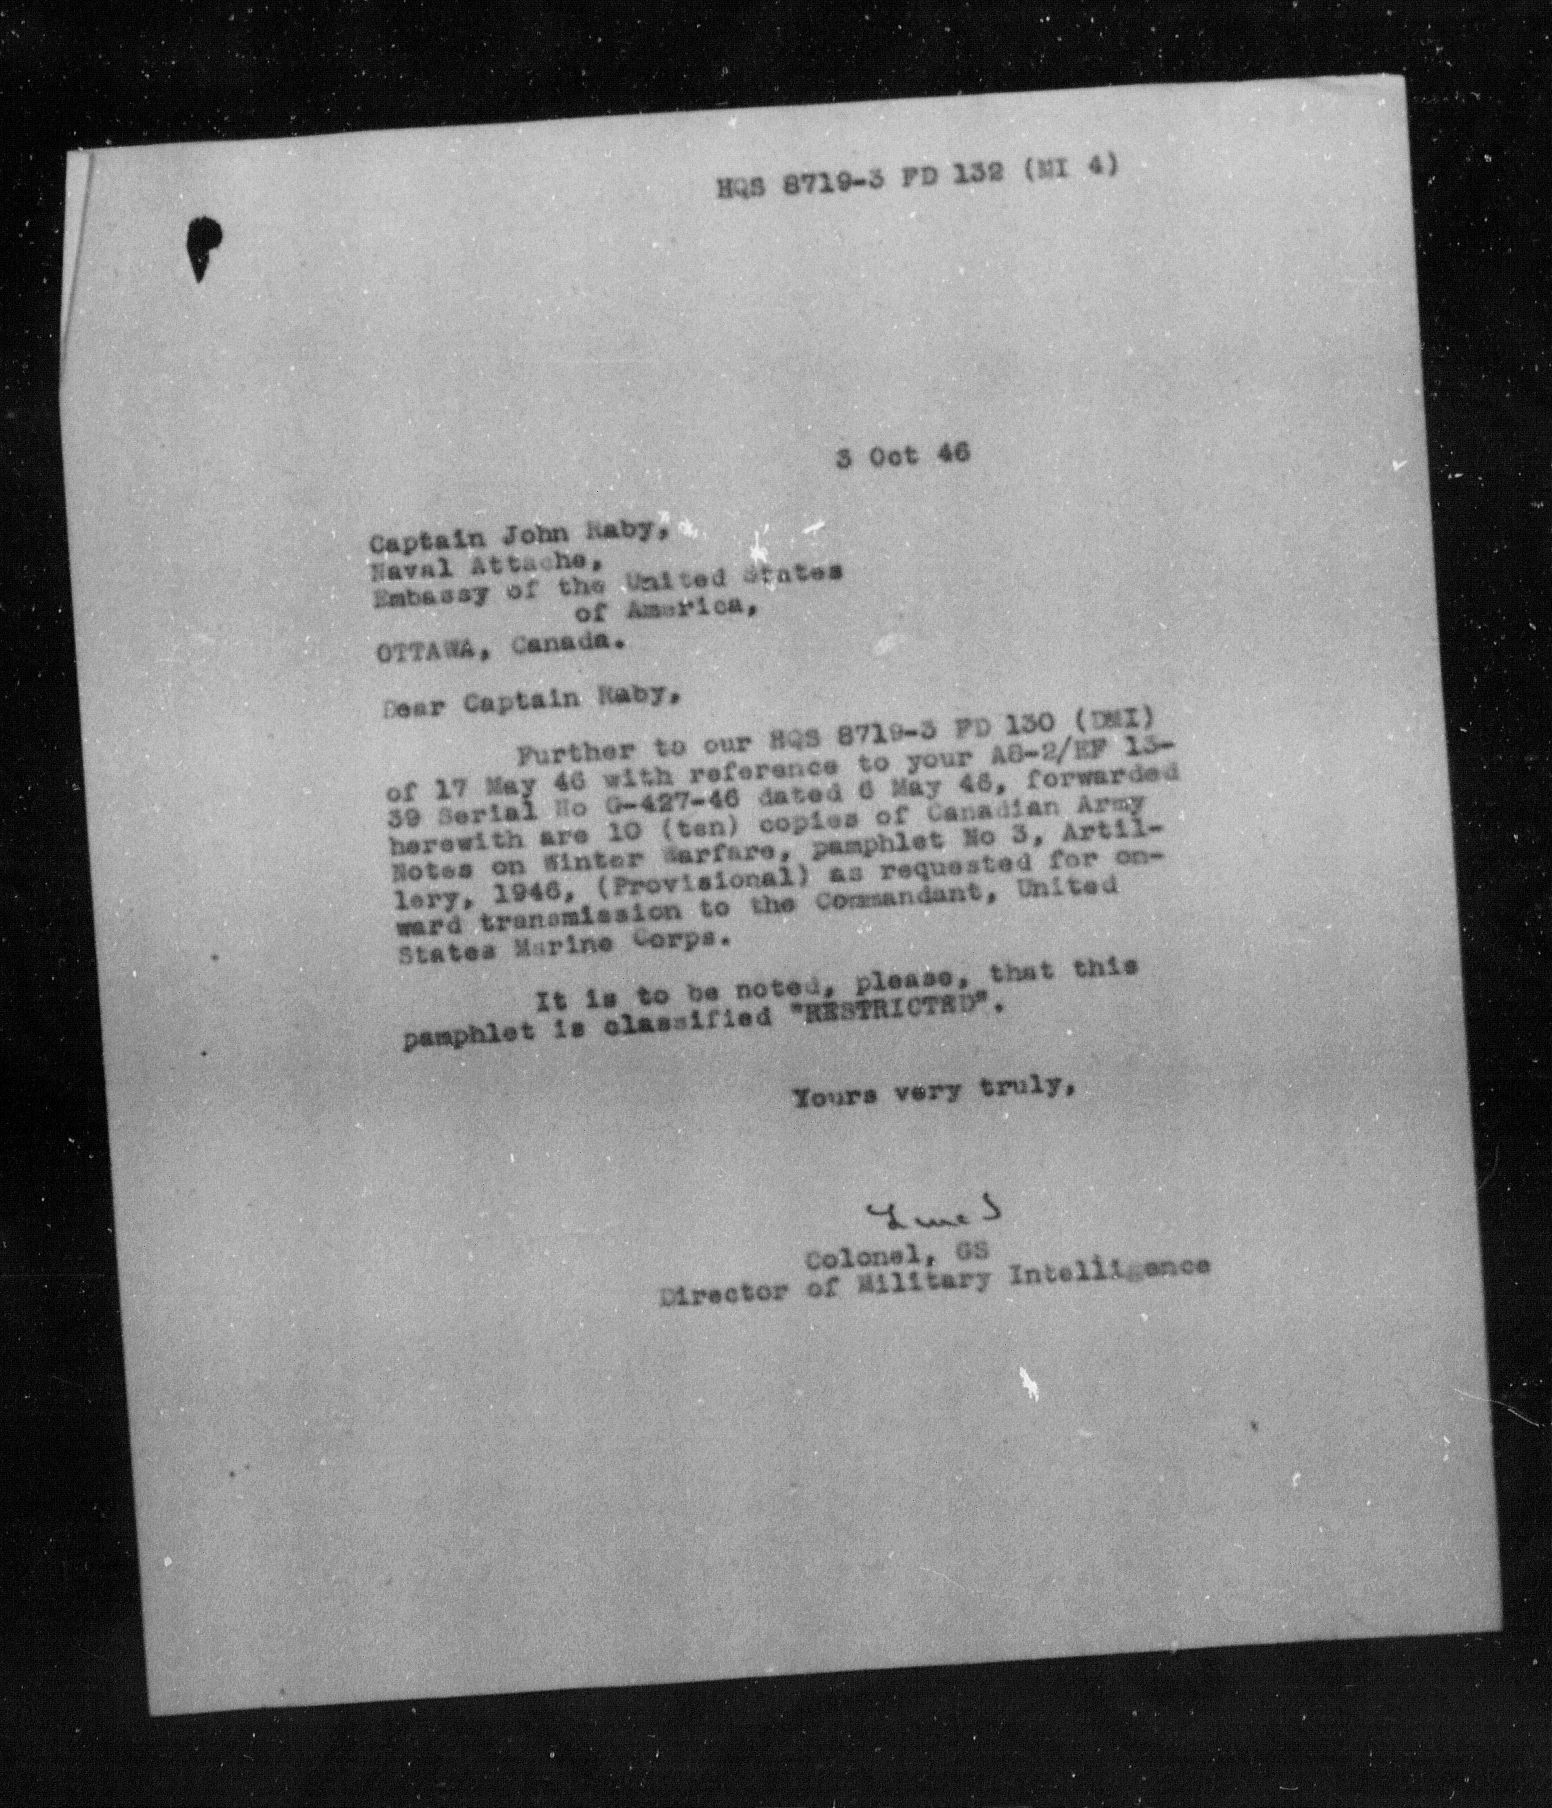 HQS 8719-3 FD 132 (MI 4)
3 Oct 46
Captain John Raby,
Naval Attache,
Embassy of the United States
of America,
OTTAWA, Canada.
Dear Captain Raby,
Further to our HQS 8719-3 FD 130 (DMI)
of 17 May 46 with reference to your A8-2/EF 13-
39 Serial No G-427-46 dated 6 May 46, forwarded
herewith are 10 (ten) copies of Canadian Army
Notes on Winter Warfare, pamphlet No 3, Artil-
lery, 1946, (Provisional) as requested for on-
ward transmission to the Commandant, United
States Marine Corps.
It is to be noted, please, that this
pamphlet is classified "RESTRICTED".
Yours very truly,
Colonel, GS
Director of Military Intelligence